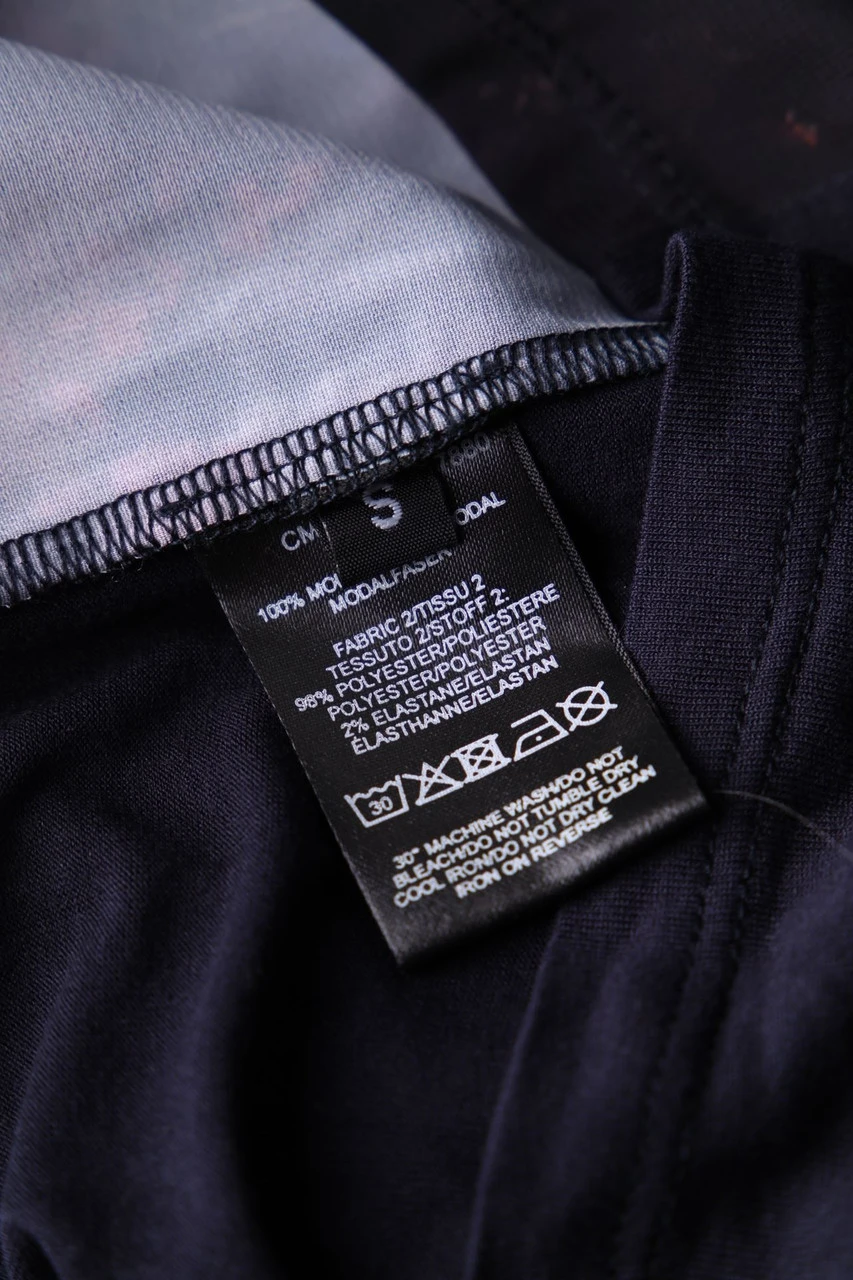 S
CM
ODAL
100% MO
MODALFASER
FABRIC 2/TISSU 2
TESSUTO 2/STOFF 2:
98% POLYESTER/POLIESTERE
POLYESTER/POLYESTER
2% ELASTANE/ELASTAN
ÉLASTHANNE/ELASTAN
30
30° MACHINE WASH/DO NOT
BLEACH/DO NOT TUMBLE DRY
COOL IRON/DO NOT DRY CLEAN
IRON ON REVERSE